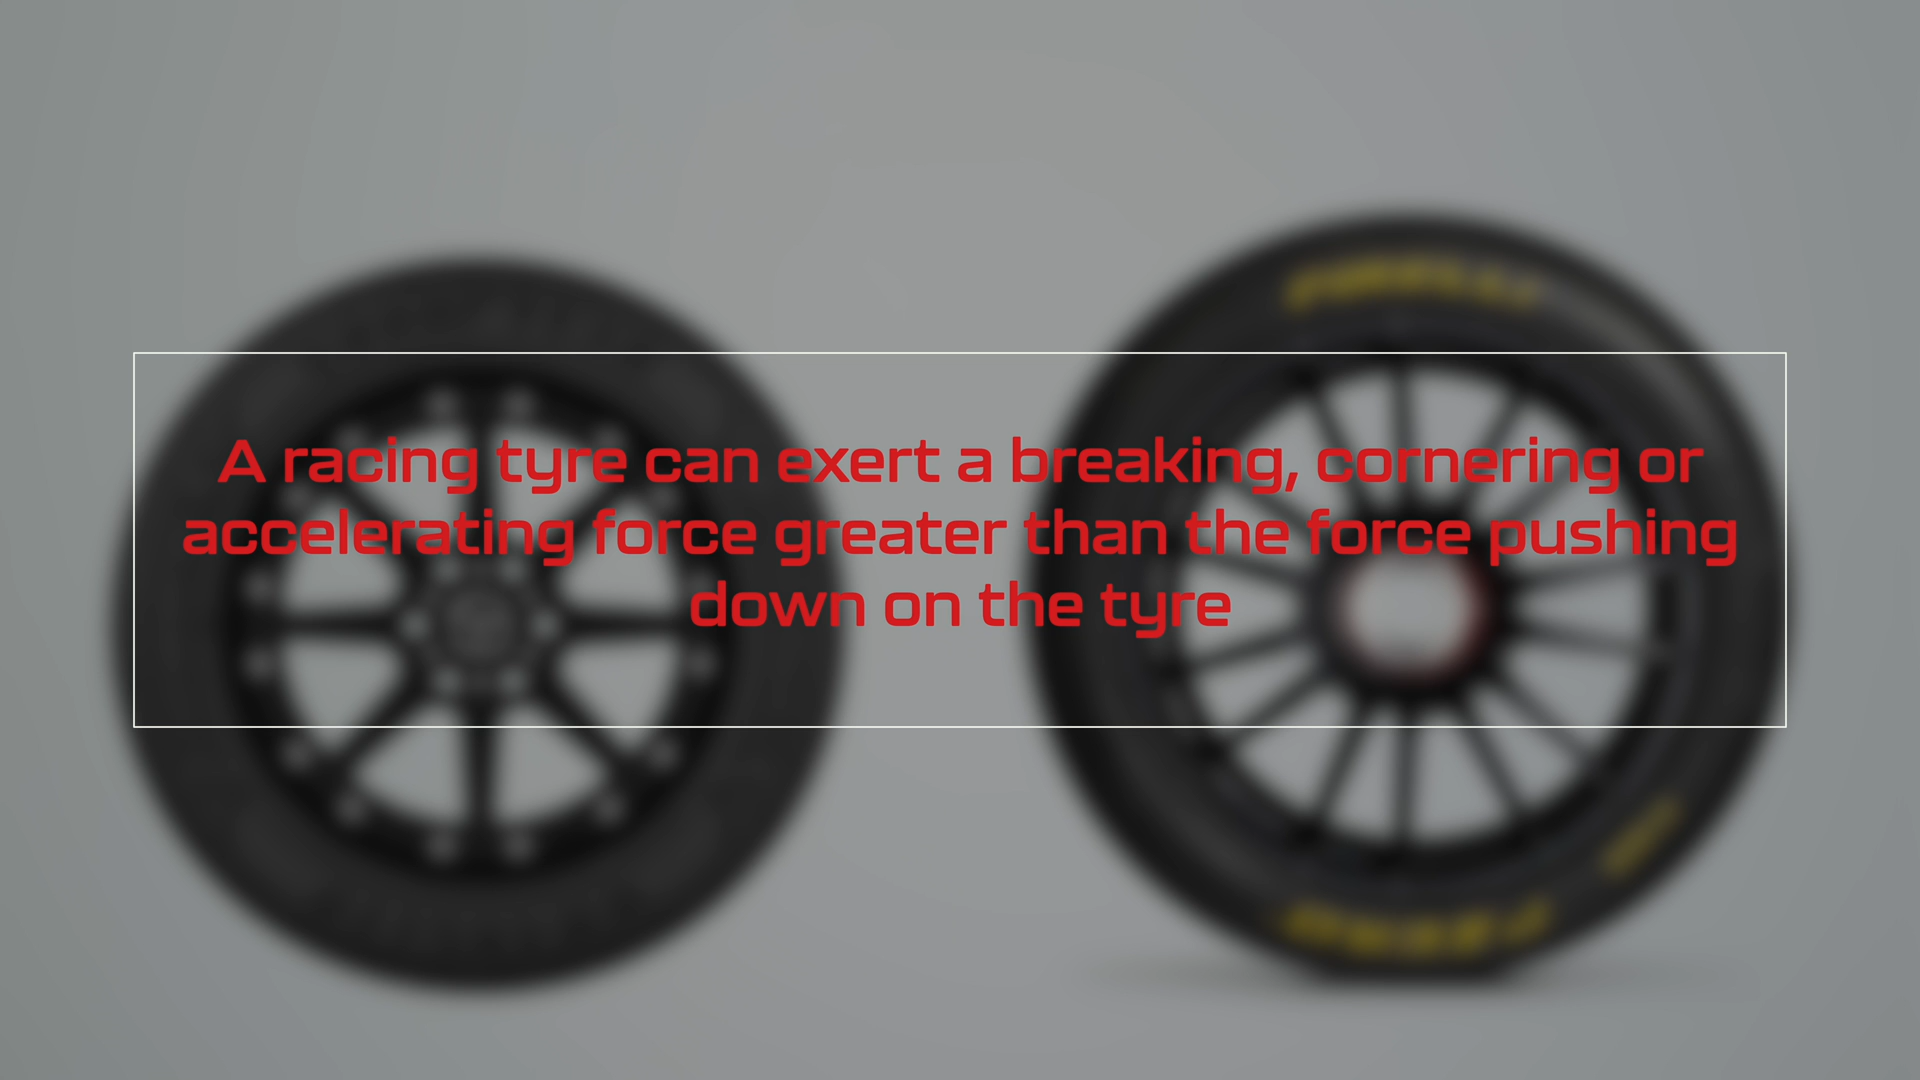 A racing tyre can exert a breaking, cornering or
accelerating force greater than the force pushing
down on the tyre